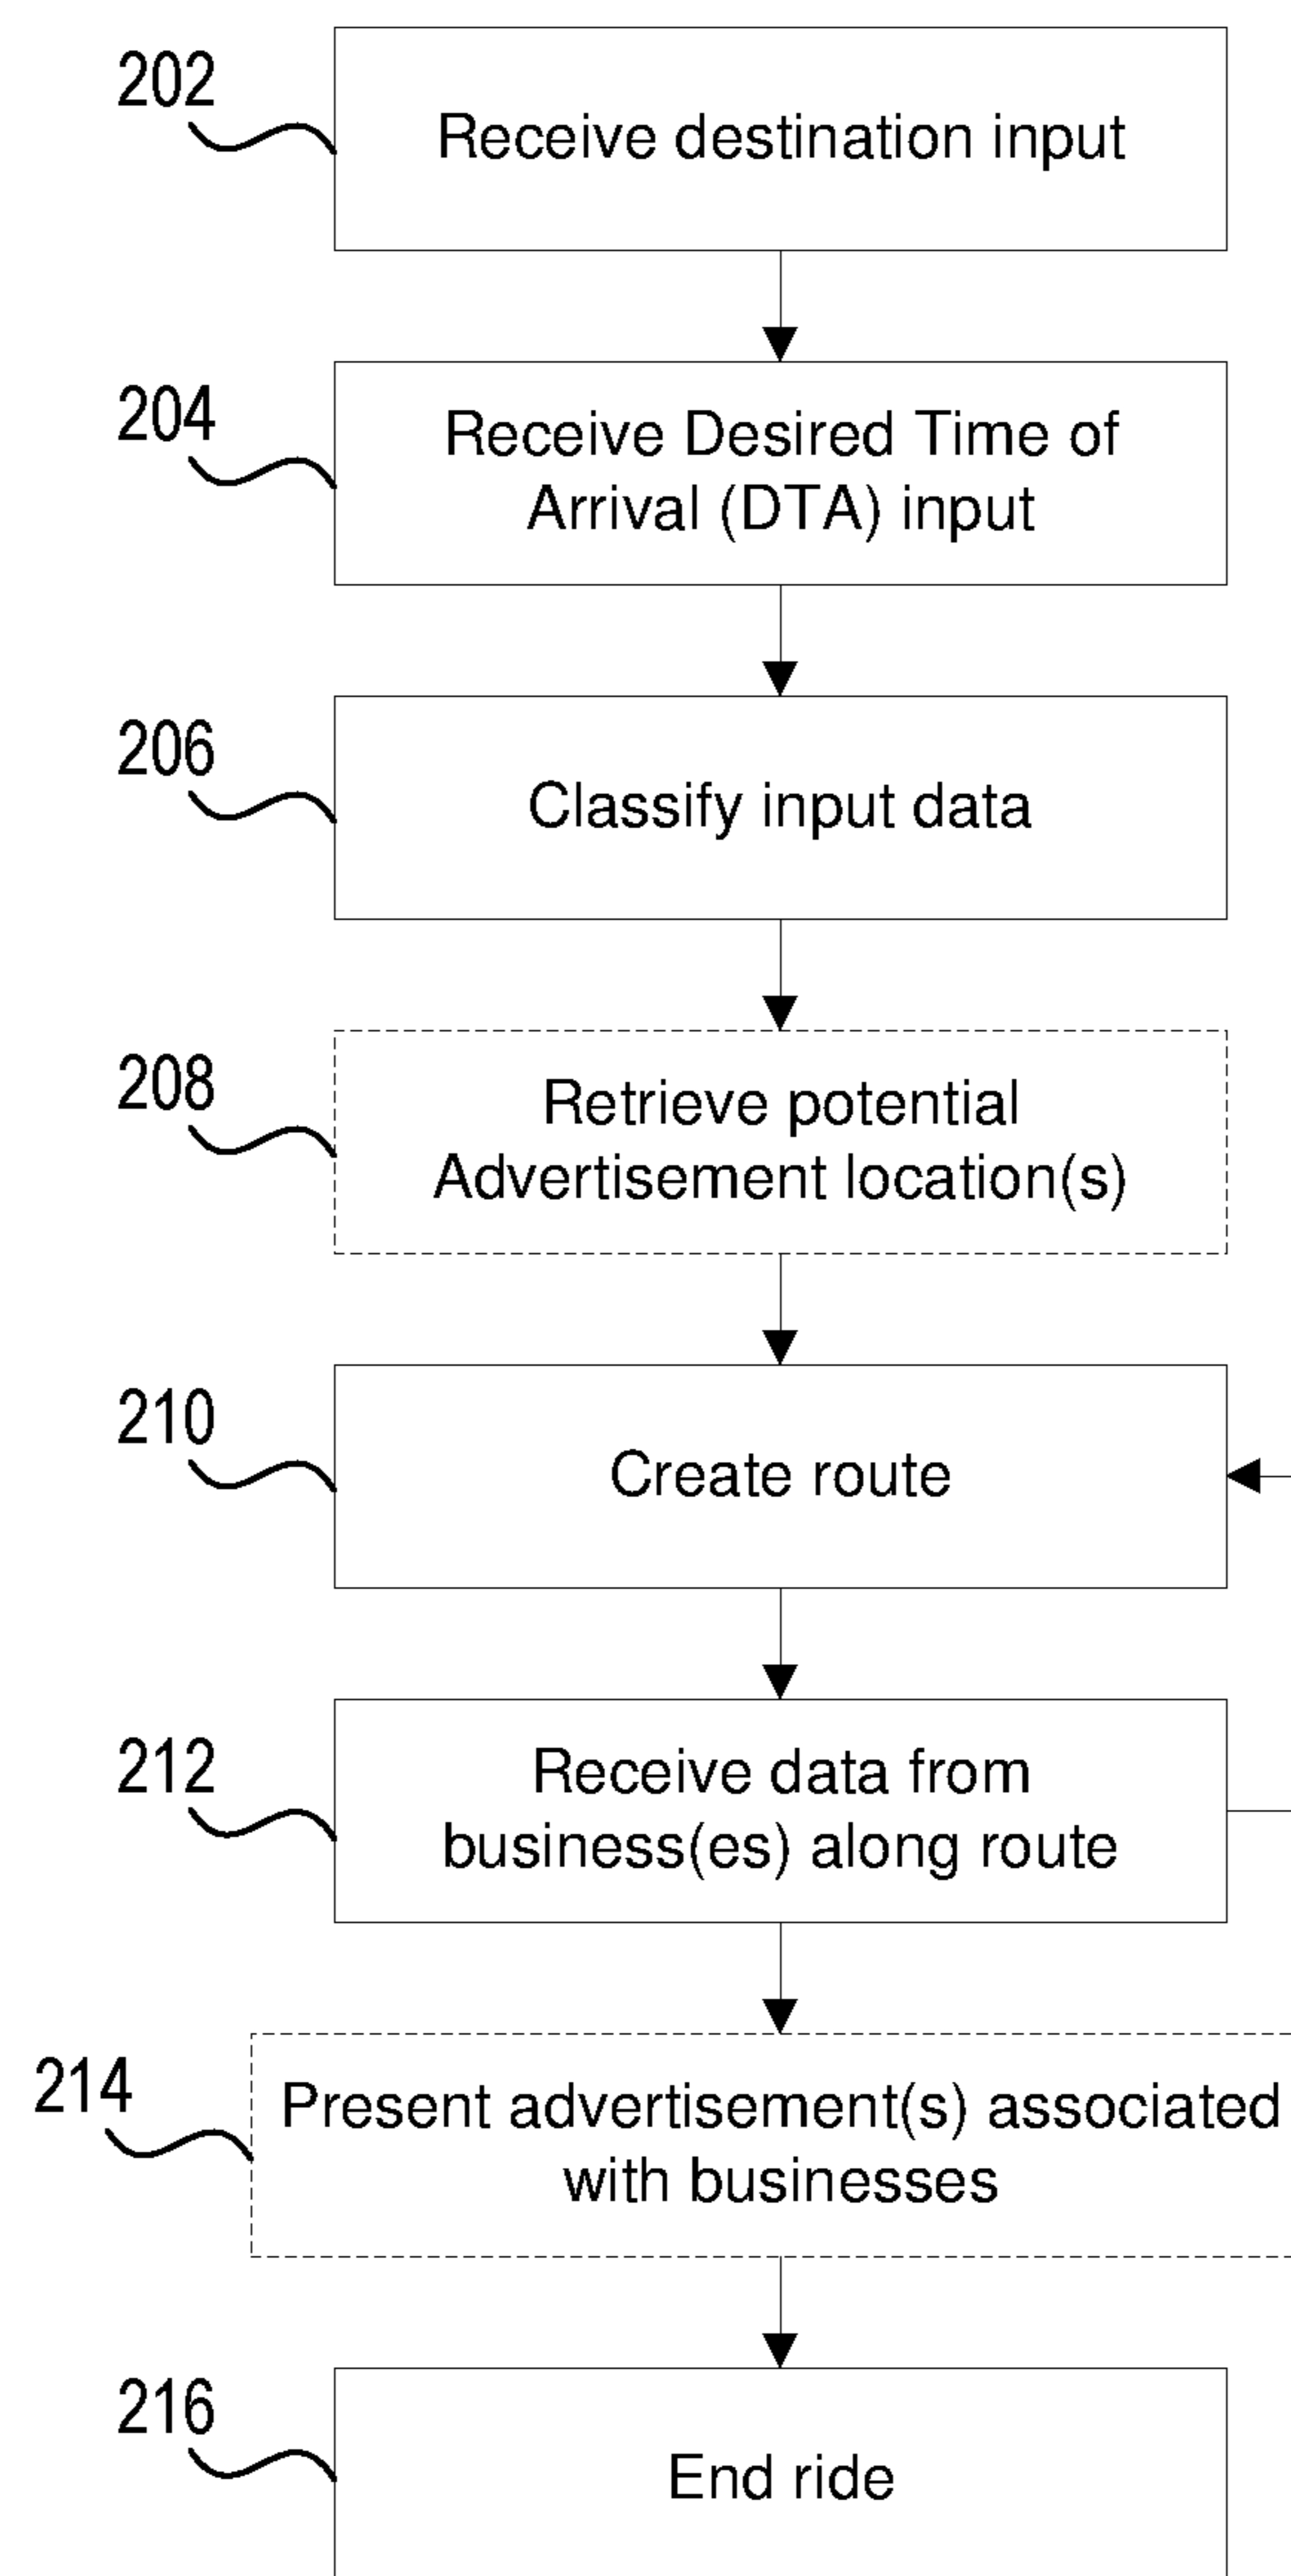 202
Receive destination input
204
Receive Desired Time of
Arrival (DTA) input
206
Classify input data
208
Retrieve potential
Advertisement location(s)
210
Create route
212
Receive data from
business(es) along route
214
Present advertisement(s) associated
with businesses
216
End ride